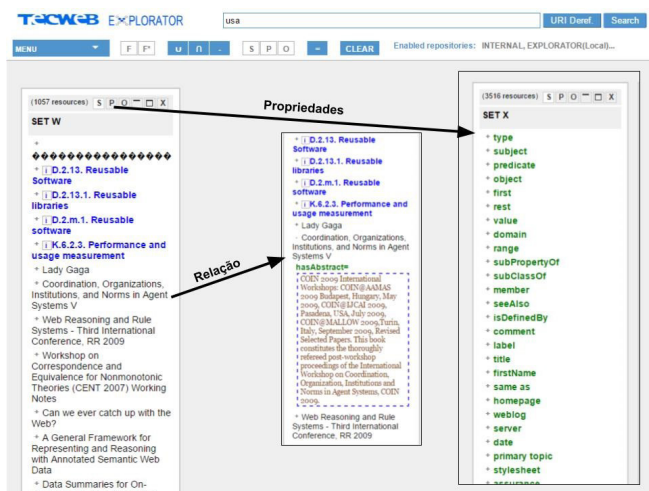 TecWeb EXPLORATOR
usa
URI Deref.
Search
MENU
F F' ∪ ∩ - S P O = CLEAR
Enabled repositories: INTERNAL, EXPLORATOR(Local)...
(1057 resources) S P O X
SET W
*
������������������
* i D.2.13. Reusable
Software
* i D.2.13.1. Reusable
libraries
* i D.2.m.1. Reusable
software
* i K.6.2.3. Performance and
usage measurement
* Lady Gaga
* Coordination, Organizations,
Institutions, and Norms in Agent
Systems V
* Web Reasoning and Rule
Systems - Third International
Conference, RR 2009
* Workshop on
Correspondence and
Equivalence for Nonmonotonic
Theories (CENT 2007) Working
Notes
* Can we ever catch up with the
Web?
* A General Framework for
Representing and Reasoning
with Annotated Semantic Web
Data
* Data Summaries for On-
Propriedades
Relação
* i D.2.13. Reusable
Software
* i D.2.13.1. Reusable
libraries
* i D.2.m.1. Reusable
software
* i K.6.2.3. Performance and
usage measurement
* Lady Gaga
- Coordination, Organizations,
Institutions, and Norms in Agent
Systems V
hasAbstract=
COIN 2009 International
Workshops: COIN@AAMAS
2009 Budapest, Hungary, May
2009, COIN@IJCAI 2009,
Pasadena, USA, July 2009,
COIN@MALLOW 2009,Turin,
Italy, September 2009, Revised
Selected Papers. This book
constitutes the thoroughly
refereed post-workshop
proceedings of the International
Workshop on Coordination,
Organization, Institutions and
Norms in Agent Systems, COIN
2009.
* Web Reasoning and Rule
Systems - Third International
Conference, RR 2009
(3516 resources) S P O X
SET X
* type
* subject
* predicate
* object
* first
* rest
* value
* domain
* range
* subPropertyOf
* subClassOf
* member
* seeAlso
* isDefinedBy
* comment
* label
* title
* firstName
* same as
* homepage
* weblog
* server
* date
* primary topic
* stylesheet
* assurance